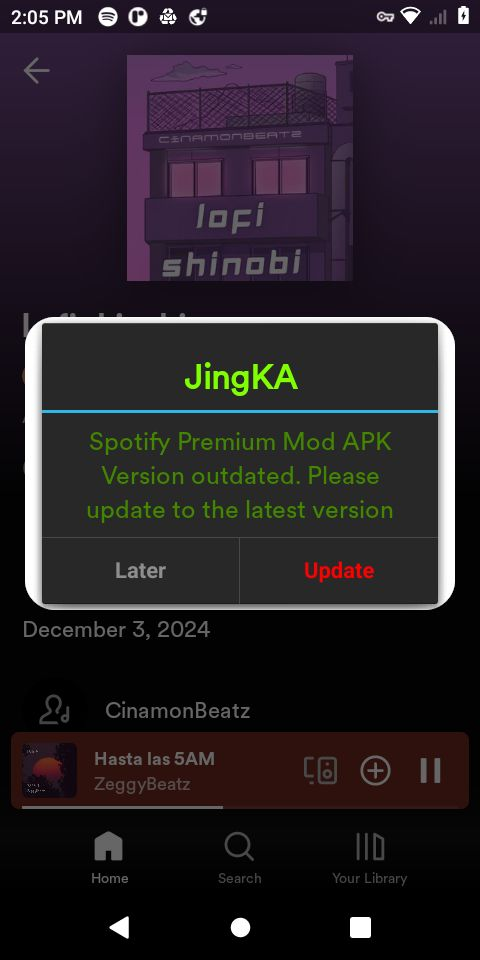 2:05 PM
CINAMONBEATZ
lofi
shinobi
JingKA
Spotify Premium Mod APK
Version outdated. Please
update to the latest version
Later
Update
December 3, 2024
CinamonBeatz
Hasta las 5AM
ZeggyBeatz
Home
Search
Your Library